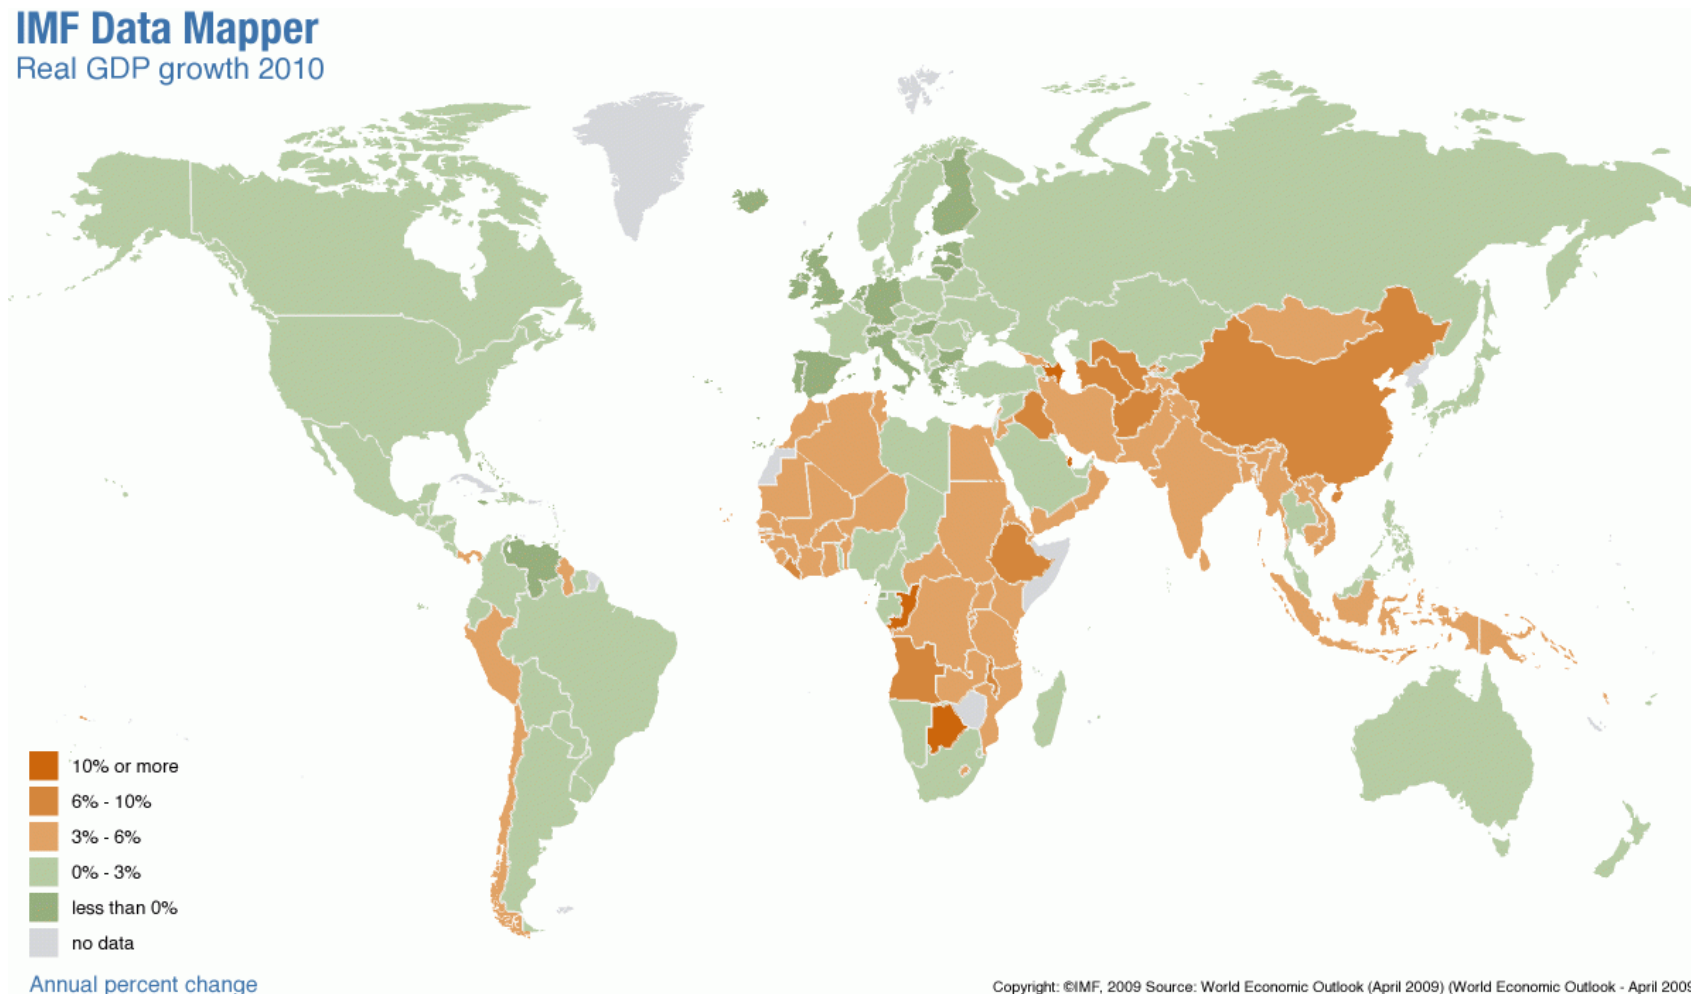 IMF Data Mapper
Real GDP growth 2010
10% or more
6% - 10%
3% - 6%
0% - 3%
less than 0%
no data
Annual percent change
Copyright: ©IMF, 2009 Source: World Economic Outlook (April 2009) (World Economic Outlook - April 2009